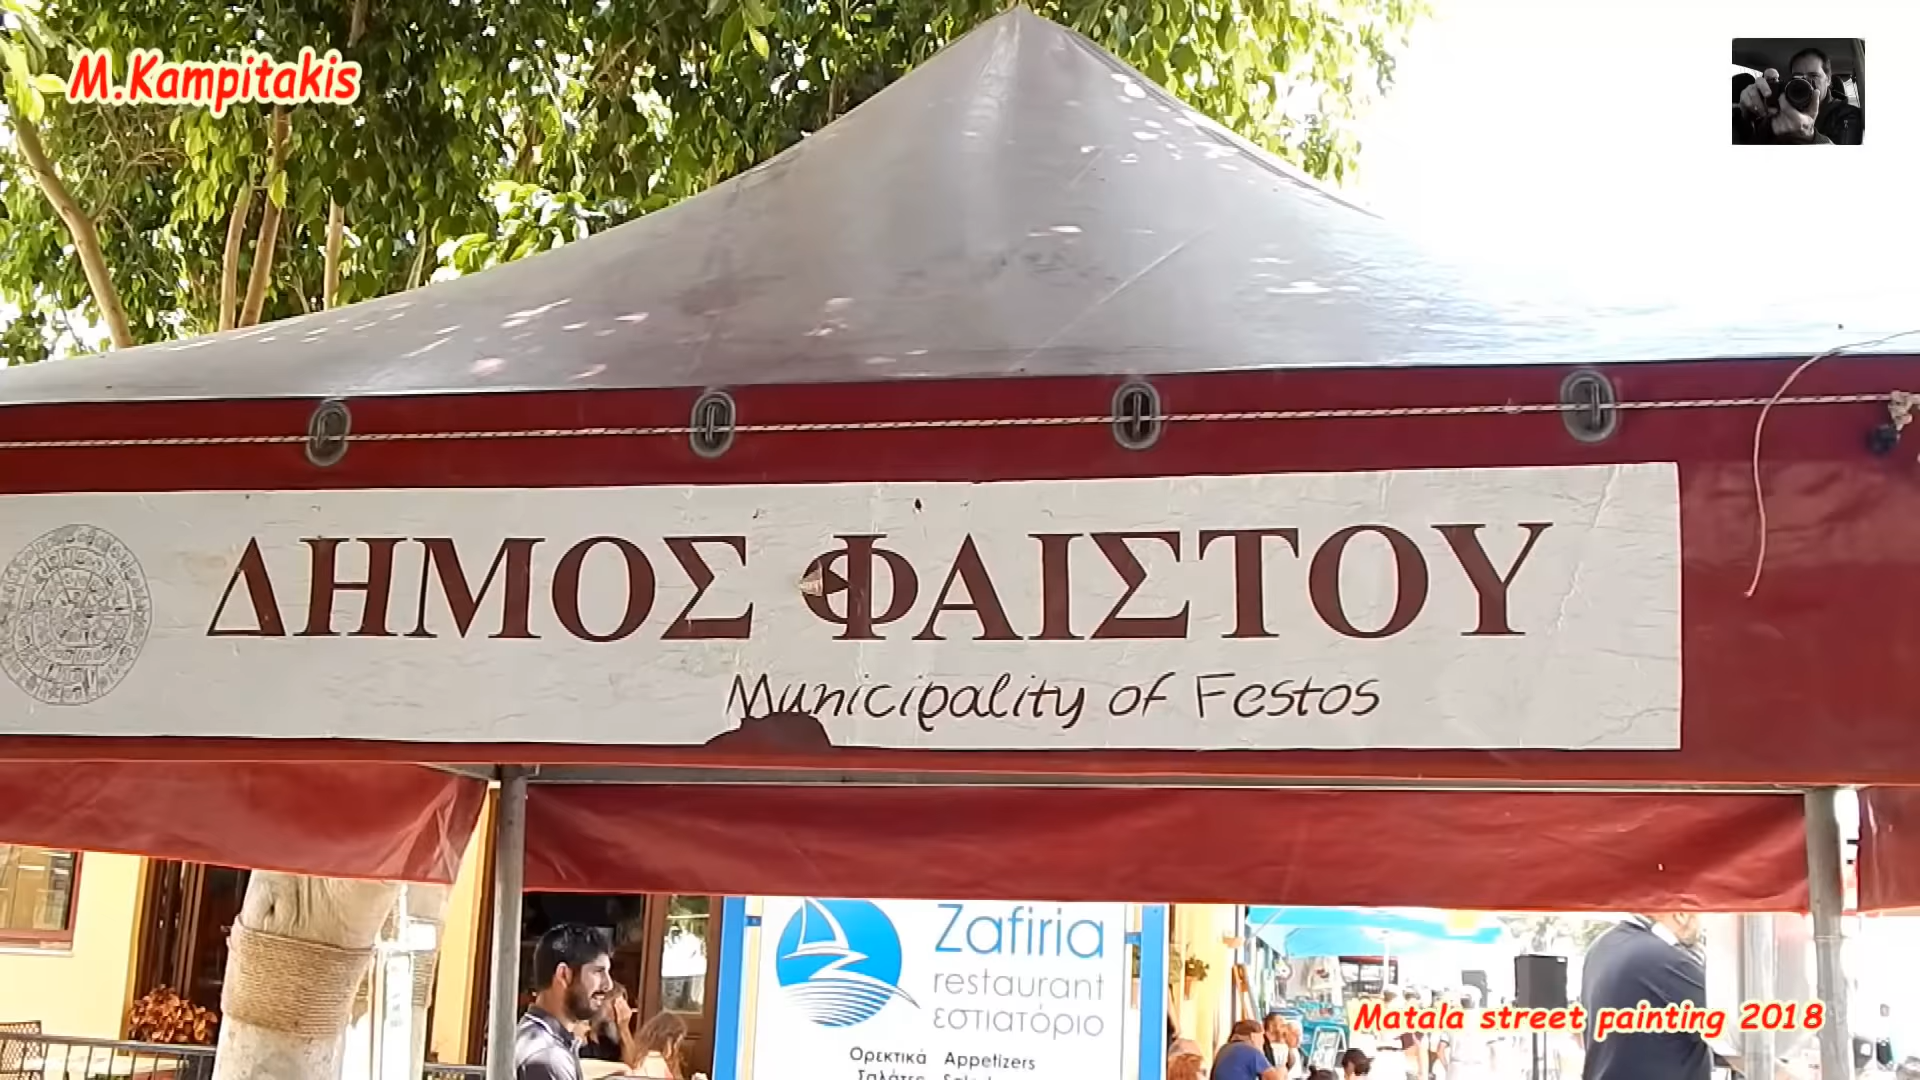 M.Kampitakis
ΔΗΜΟΣ ΦΑΙΣΤΟΥ
Municipality of Festos
Zafiria
restaurant
εστιατόριο
Ορεκτικά Appetizers
Matala street painting 2018